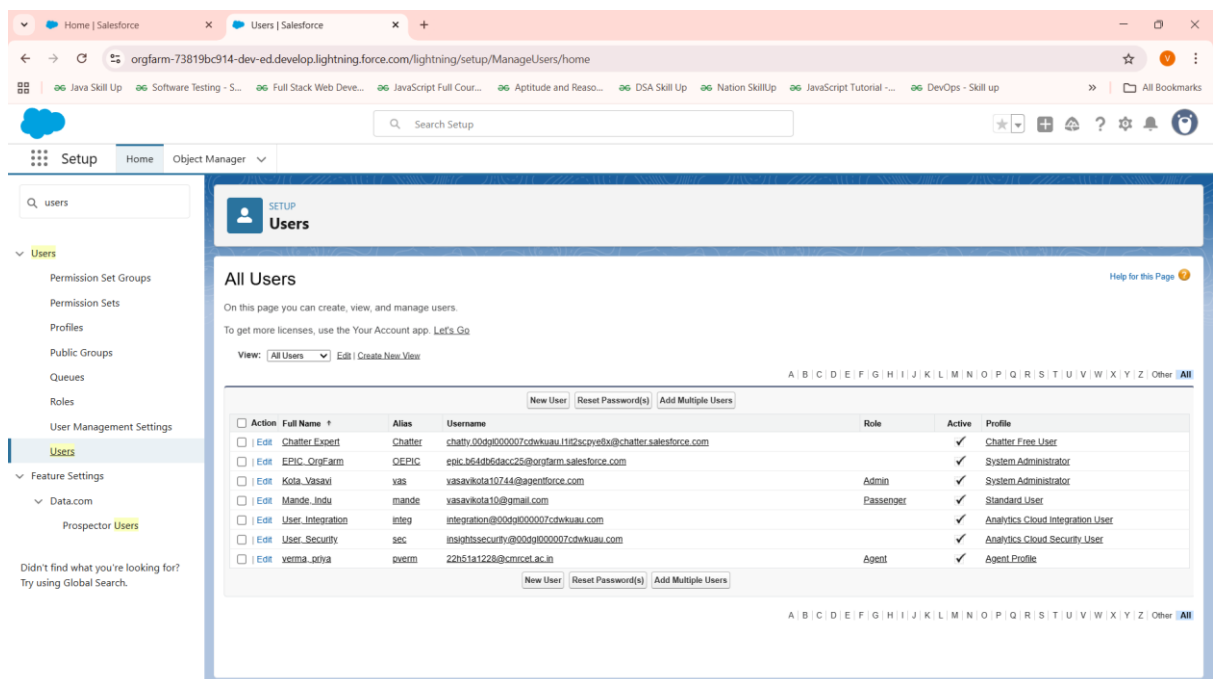 Home | Salesforce
Users | Salesforce
orgfarm-73819bc914-dev-ed.develop.lightning.force.com/lightning/setup/ManageUsers/home
V
Java Skill Up Software Testing - S... Full Stack Web Deve... JavaScript Full Cour... Aptitude and Reaso... DSA Skill Up Nation SkillUp JavaScript Tutorial -... DevOps - Skill up » All Bookmarks
Search Setup
Setup Home Object Manager
users
SETUP
Users
Users
Permission Set Groups
Permission Sets
Profiles
Public Groups
Queues
Roles
User Management Settings
Users
Feature Settings
Data.com
Prospector Users
Didn't find what you're looking for?
Try using Global Search.
All Users
Help for this Page ?
On this page you can create, view, and manage users.
To get more licenses, use the Your Account app. Let's Go
View: All Users Edit | Create New View
A | B | C | D | E | F | G | H | I | J | K | L | M | N | O | P | Q | R | S | T | U | V | W | X | Y | Z | Other All
New User Reset Password(s) Add Multiple Users
Action Full Name ↑ Alias Username Role Active Profile
| Edit Chatter Expert Chatter ✓ Chatter Free User
| Edit EPIC, OrgFarm OEPIC epic.b64db6dacc25@orgfarm.salesforce.com ✓ System Administrator
| Edit Kota, Vasavi vas vasavikota10744@agentforce.com Admin ✓ System Administrator
| Edit Mande, Indu mande vasavikota10@gmail.com Passenger ✓ Standard User
| Edit User, Integration integ integration@00dgl000007cdwkuau.com ✓ Analytics Cloud Integration User
| Edit User, Security sec insightssecurity@00dgl000007cdwkuau.com ✓ Analytics Cloud Security User
| Edit verma, priya pverm 22h51a1228@cmrcet.ac.in Agent ✓ Agent Profile
New User Reset Password(s) Add Multiple Users
A | B | C | D | E | F | G | H | I | J | K | L | M | N | O | P | Q | R | S | T | U | V | W | X | Y | Z | Other All